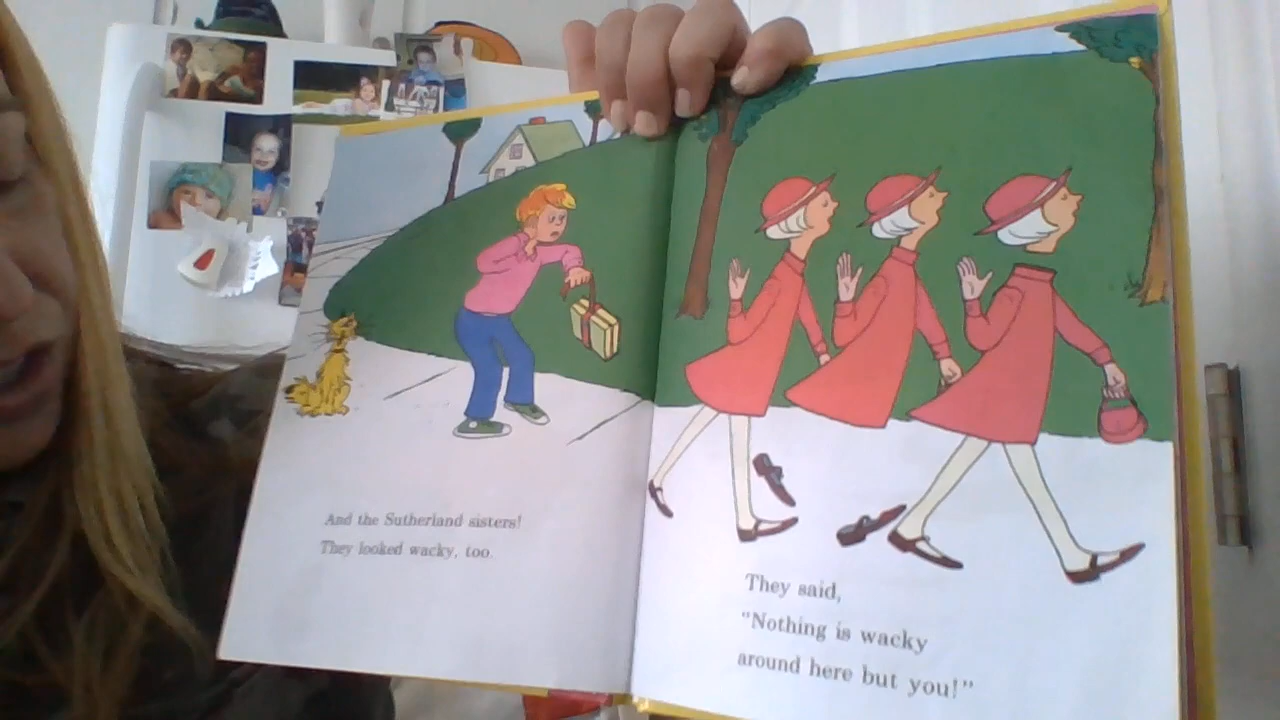 And the Sutherland sisters!
They looked wacky, too.
They said,
"Nothing is wacky
around here but you!"